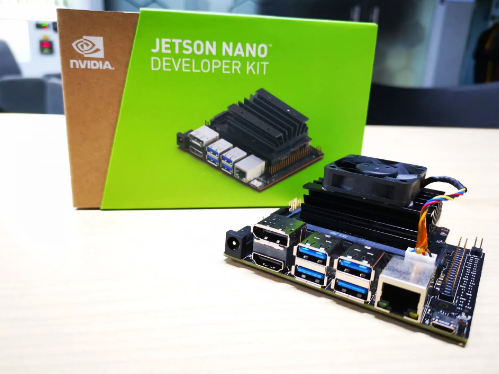 NVIDIA.
JETSON NANO™
DEVELOPER KIT